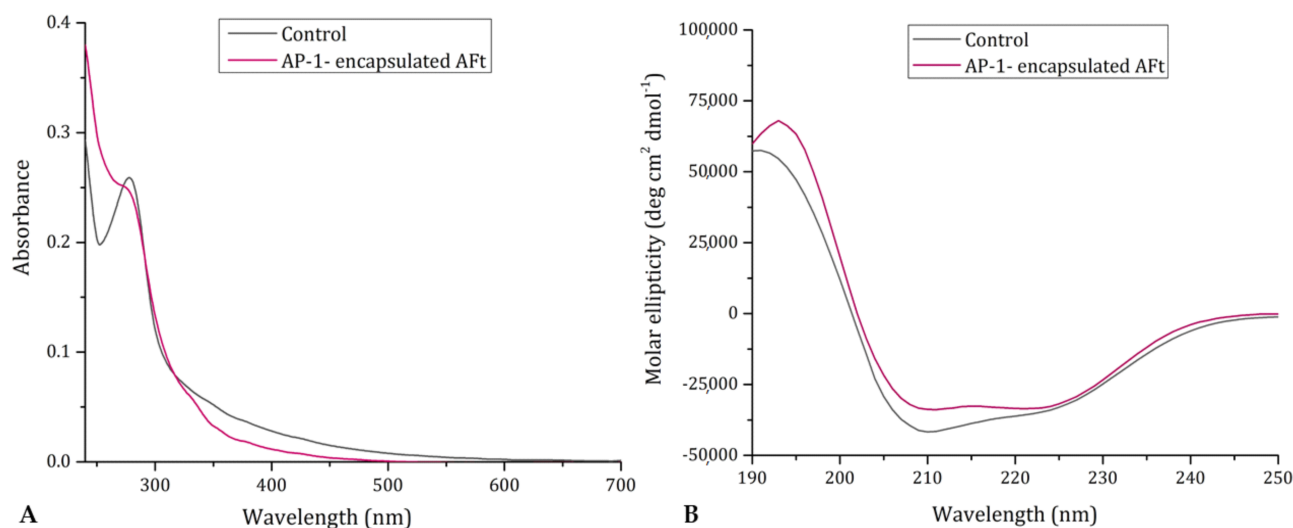 Control
AP-1- encapsulated AFt
0.4
0.3
0.2
0.1
0.0
Absorbance
300
400
500
600
700
Wavelength (nm)
A
Control
AP-1- encapsulated AFt
100,000
75,000
50,000
25,000
0
-25,000
-50,000
Molar ellipticity (deg cm² dmol⁻¹)
190
200
210
220
230
240
250
Wavelength (nm)
B